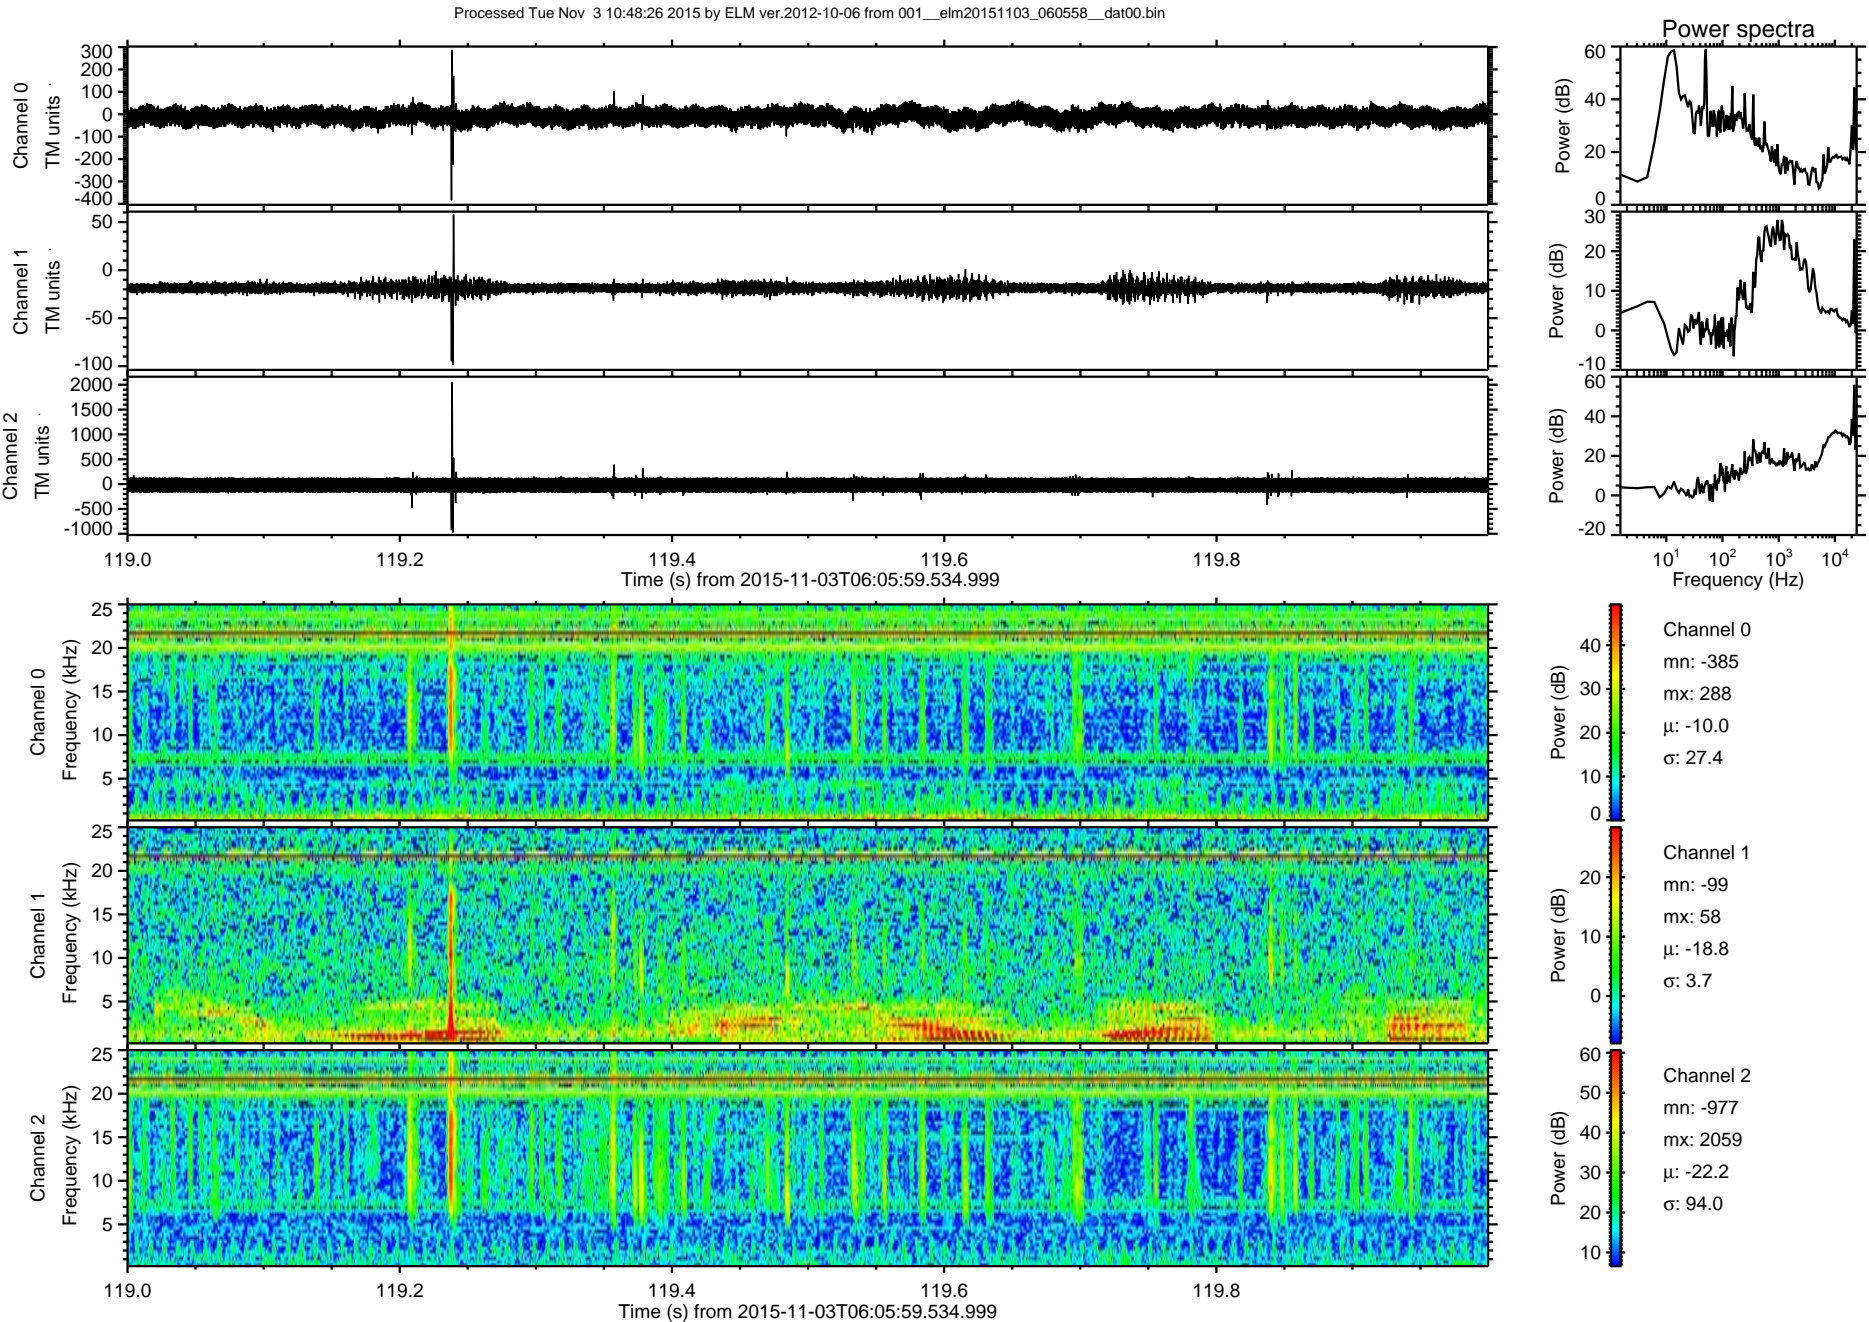 Processed Tue Nov  3 10:48:26 2015 by ELM ver.2012-10-06 from 001__elm20151103_060558__dat00.bin
Power spectra
Channel 0
TM units
300
200
100
0
-100
-200
-300
-400
Power (dB)
60
40
20
0
Channel 1
TM units
50
0
-50
-100
Power (dB)
30
20
10
0
-10
Channel 2
TM units
2000
1500
1000
500
0
-500
-1000
Power (dB)
60
40
20
0
-20
119.0 119.2 119.4 119.6 119.8
Time (s) from 2015-11-03T06:05:59.534.999
10^1 10^2 10^3 10^4
Frequency (Hz)
Channel 0
Frequency (kHz)
25
20
15
10
5
Power (dB)
40
30
20
10
0
Channel 0
mn: -385
mx: 288
μ: -10.0
σ: 27.4
Channel 1
Frequency (kHz)
25
20
15
10
5
Power (dB)
20
10
0
Channel 1
mn: -99
mx: 58
μ: -18.8
σ: 3.7
Channel 2
Frequency (kHz)
25
20
15
10
5
Power (dB)
60
50
40
30
20
10
Channel 2
mn: -977
mx: 2059
μ: -22.2
σ: 94.0
119.0 119.2 119.4 119.6 119.8
Time (s) from 2015-11-03T06:05:59.534.999